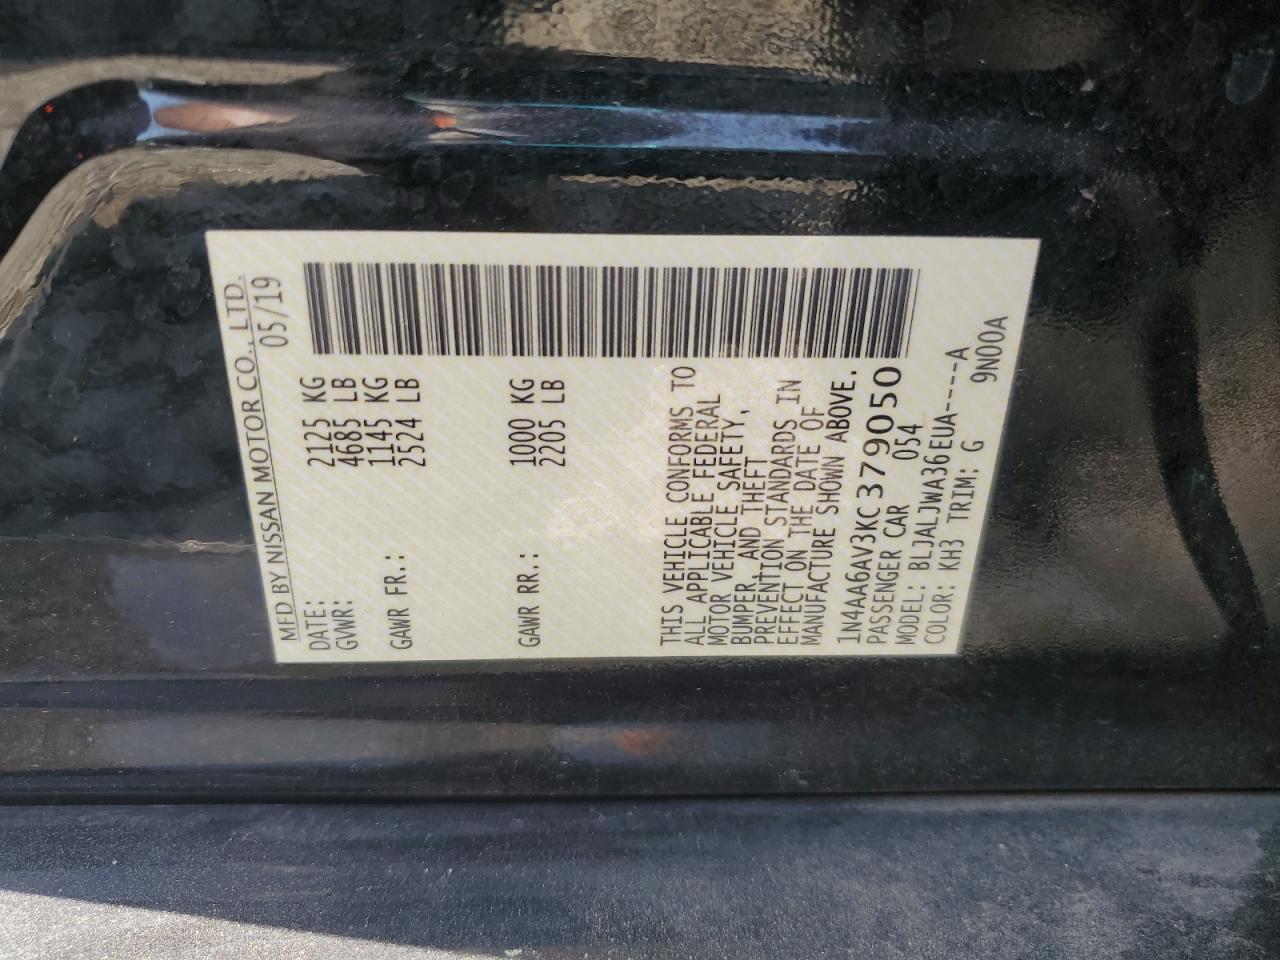 MFD BY NISSAN MOTOR CO., LTD.
DATE: 05/19
GVWR: 2125 KG
4685 LB
GAWR FR.: 1145 KG
2524 LB
GAWR RR.: 1000 KG
2205 LB
THIS VEHICLE CONFORMS TO
ALL APPLICABLE FEDERAL
MOTOR VEHICLE SAFETY,
BUMPER, AND THEFT
PREVENTION STANDARDS IN
EFFECT ON THE DATE OF
MANUFACTURE SHOWN ABOVE.
1N4AA6AV3KC379050
PASSENGER CAR 054
MODEL: BLJALJWA36EUA----A
COLOR: KH3 TRIM: G 9N00A